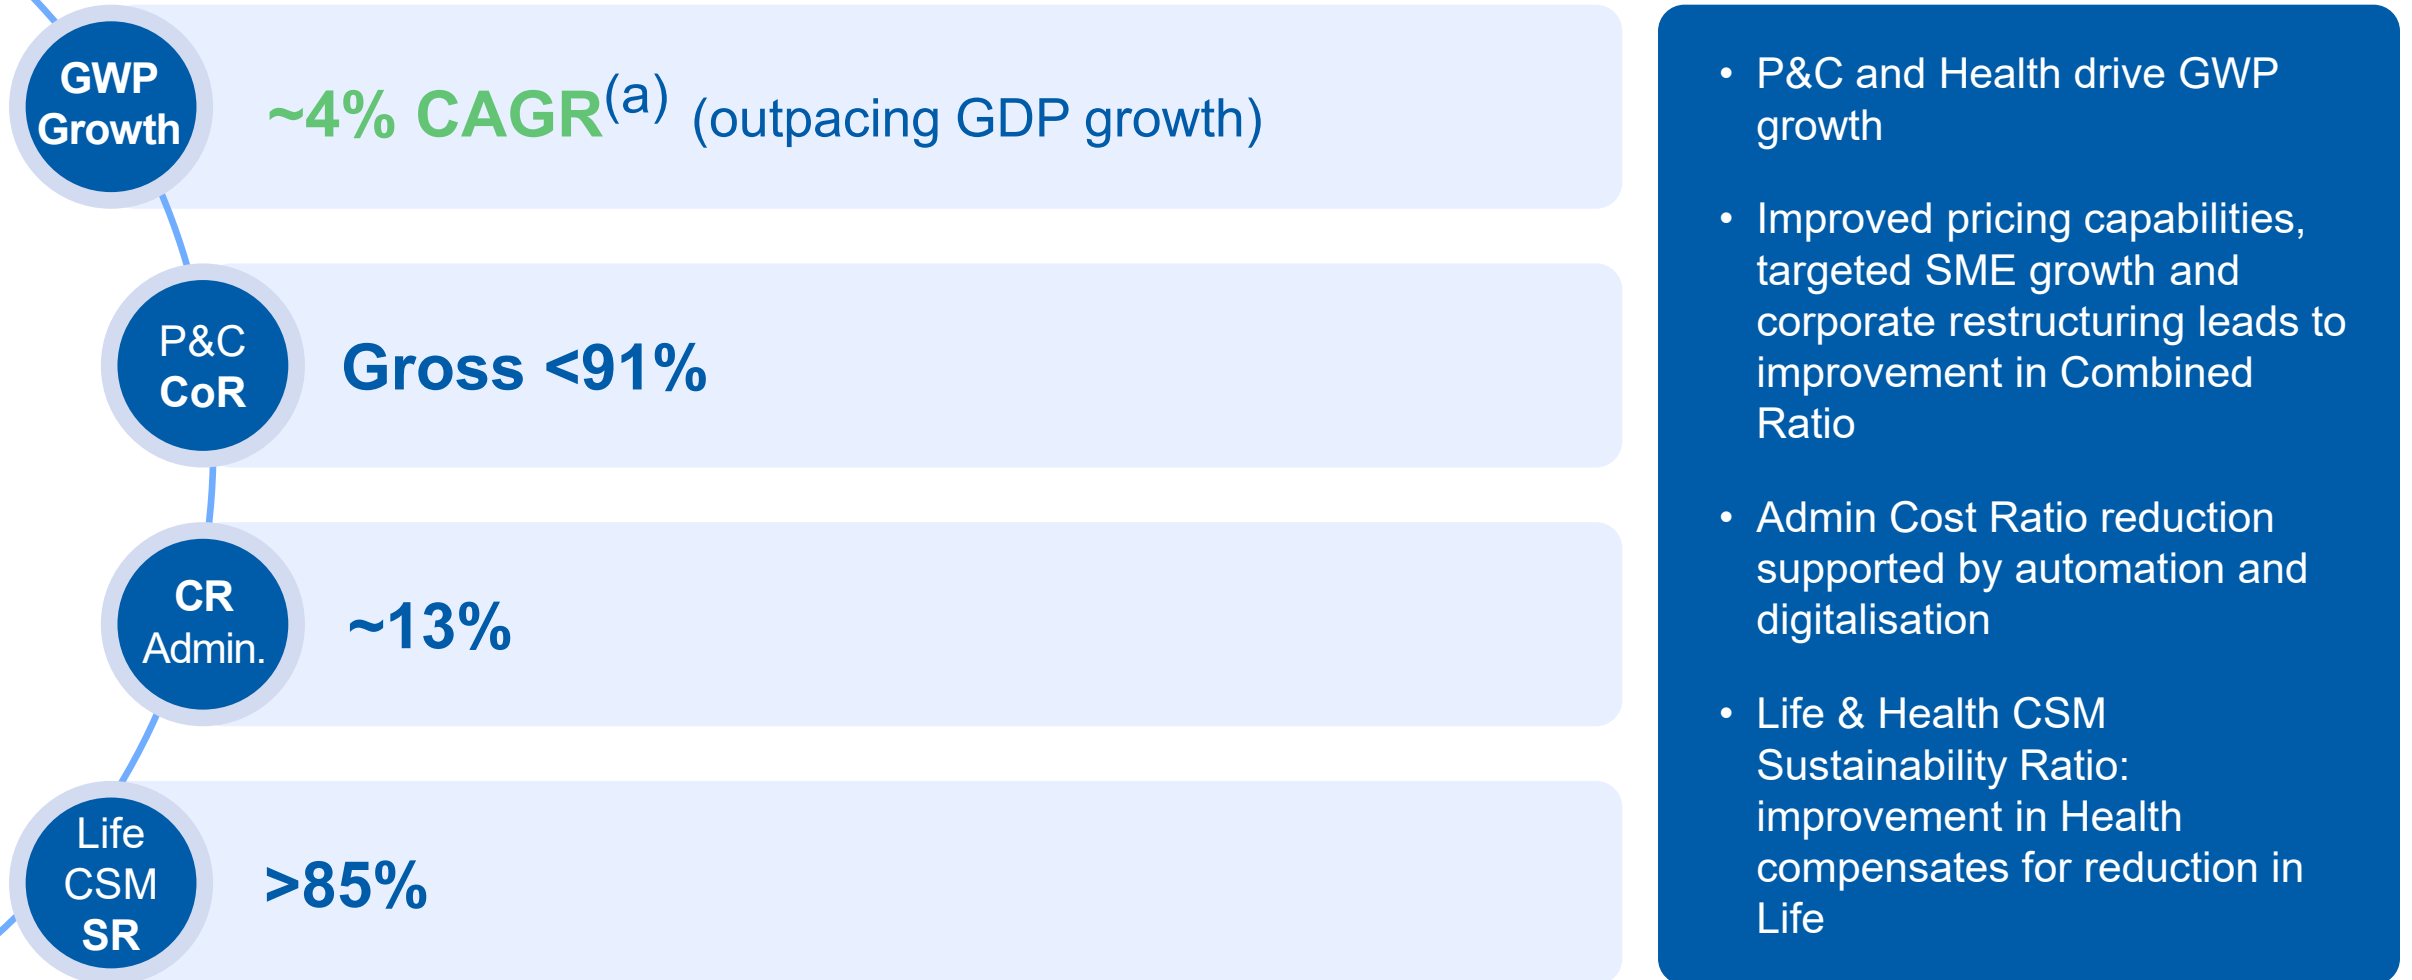 GWP
Growth
~4% CAGR(a) (outpacing GDP growth)
P&C
CoR
Gross <91%
CR
Admin.
~13%
Life
CSM
SR
>85%
• P&C and Health drive GWP
growth
• Improved pricing capabilities,
targeted SME growth and
corporate restructuring leads to
improvement in Combined
Ratio
• Admin Cost Ratio reduction
supported by automation and
digitalisation
• Life & Health CSM
Sustainability Ratio:
improvement in Health
compensates for reduction in
Life